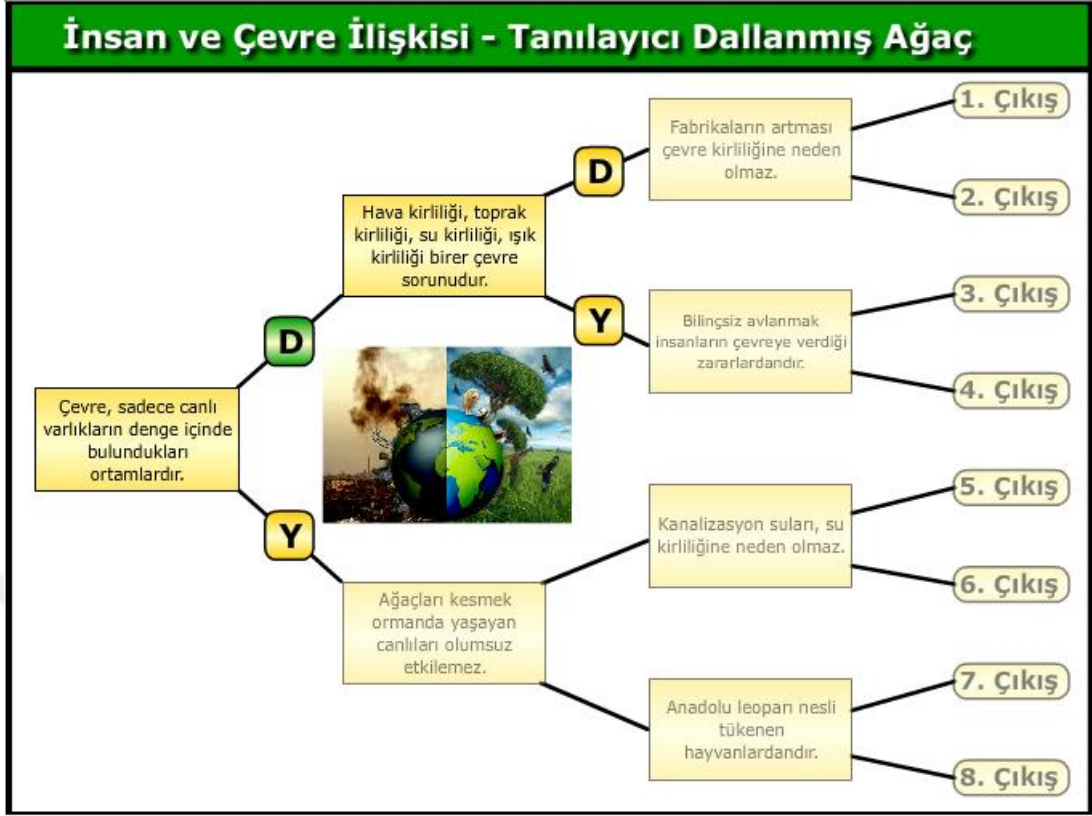 İnsan ve Çevre İlişkisi - Tanılayıcı Dallanmış Ağaç
Çevre, sadece canlı
varlıkların denge içinde
bulundukları
ortamlardır.
D
Y
Hava kirliliği, toprak
kirliliği, su kirliliği, ışık
kirliliği birer çevre
sorunudur.
D
Y
Ağaçları kesmek
ormanda yaşayan
canlıları olumsuz
etkilemez.
Fabrikaların artması
çevre kirliliğine neden
olmaz.
Bilinçsiz avlanmak
insanların çevreye verdiği
zararlardandır.
Kanalizasyon suları, su
kirliliğine neden olmaz.
Anadolu leoparı nesli
tükenen
hayvanlardandır.
1. Çıkış
2. Çıkış
3. Çıkış
4. Çıkış
5. Çıkış
6. Çıkış
7. Çıkış
8. Çıkış